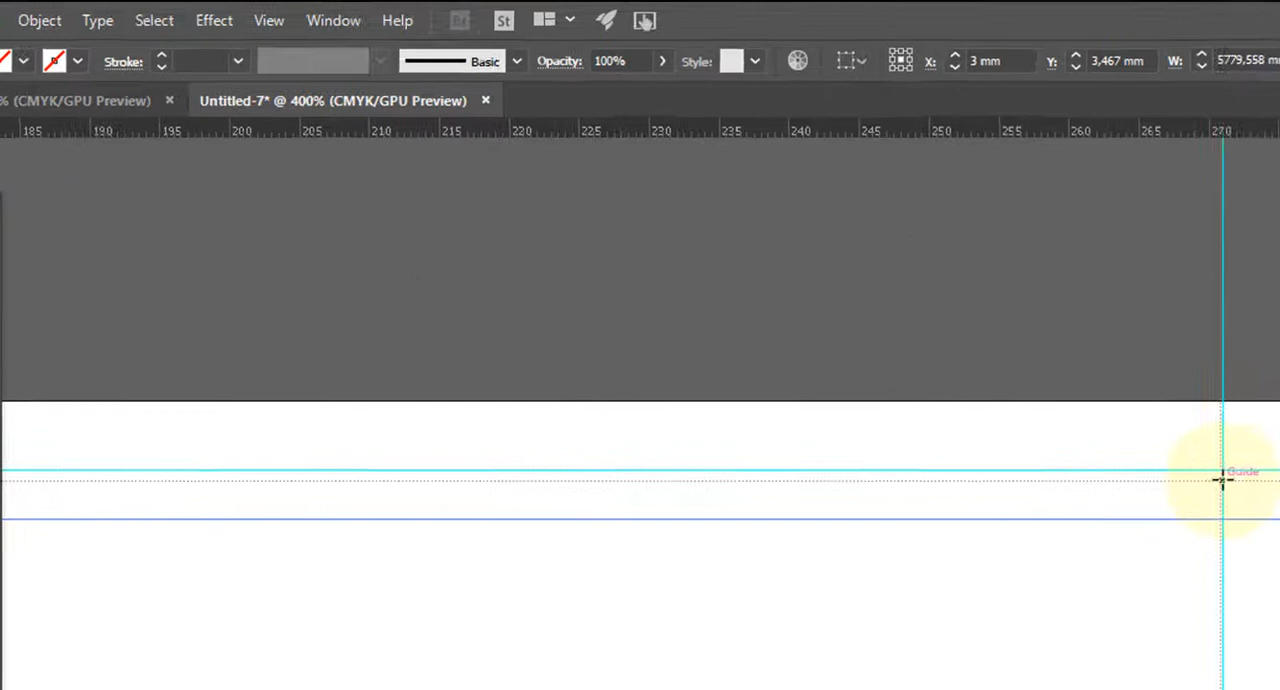 Object Type Select Effect View Window Help Br St
Stroke: Basic Opacity: 100% Style: X: 3 mm Y: 3,467 mm W: 5779,558 m
% (CMYK/GPU Preview) × Untitled-7* @ 400% (CMYK/GPU Preview) ×
185 190 195 200 205 210 215 220 225 230 235 240 245 250 255 260 265 270
Guide